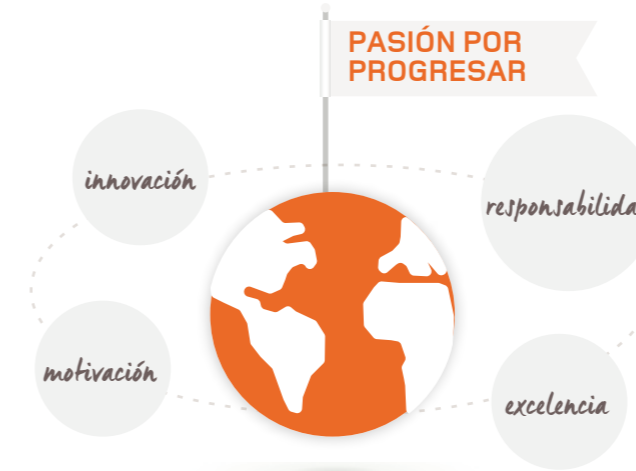 PASIÓN POR
PROGRESAR
innovación
responsabilida
motivación
excelencia